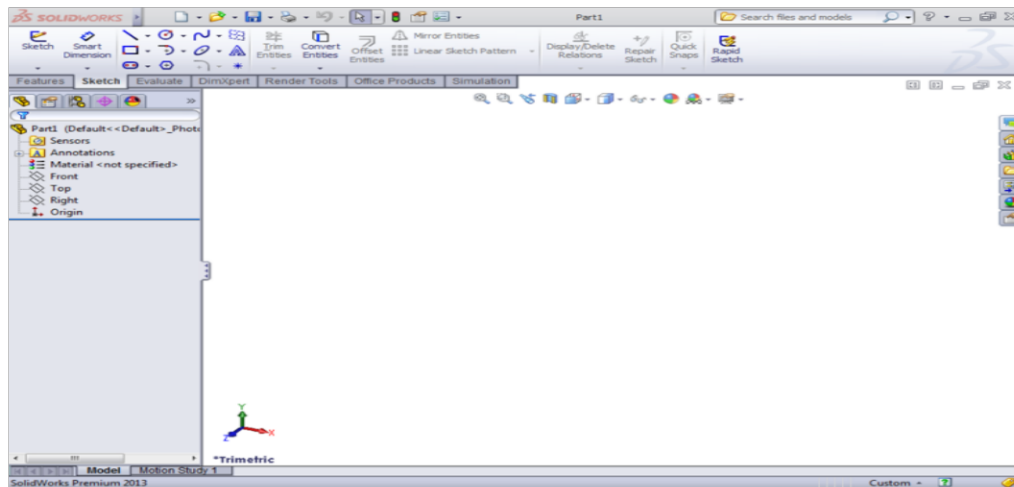 SOLIDWORKS
Part1
Search files and models
Sketch
Smart Dimension
Trim Entities
Convert Entities
Offset Entities
Mirror Entities
Linear Sketch Pattern
Display/Delete Relations
Repair Sketch
Quick Snaps
Rapid Sketch
Features Sketch Evaluate DimXpert Render Tools Office Products Simulation
Part1 (Default<<Default>_Phot
Sensors
Annotations
Material <not specified>
Front
Top
Right
Origin
Y
X
Z
*Trimetric
Model Motion Study 1
SolidWorks Premium 2013
Custom